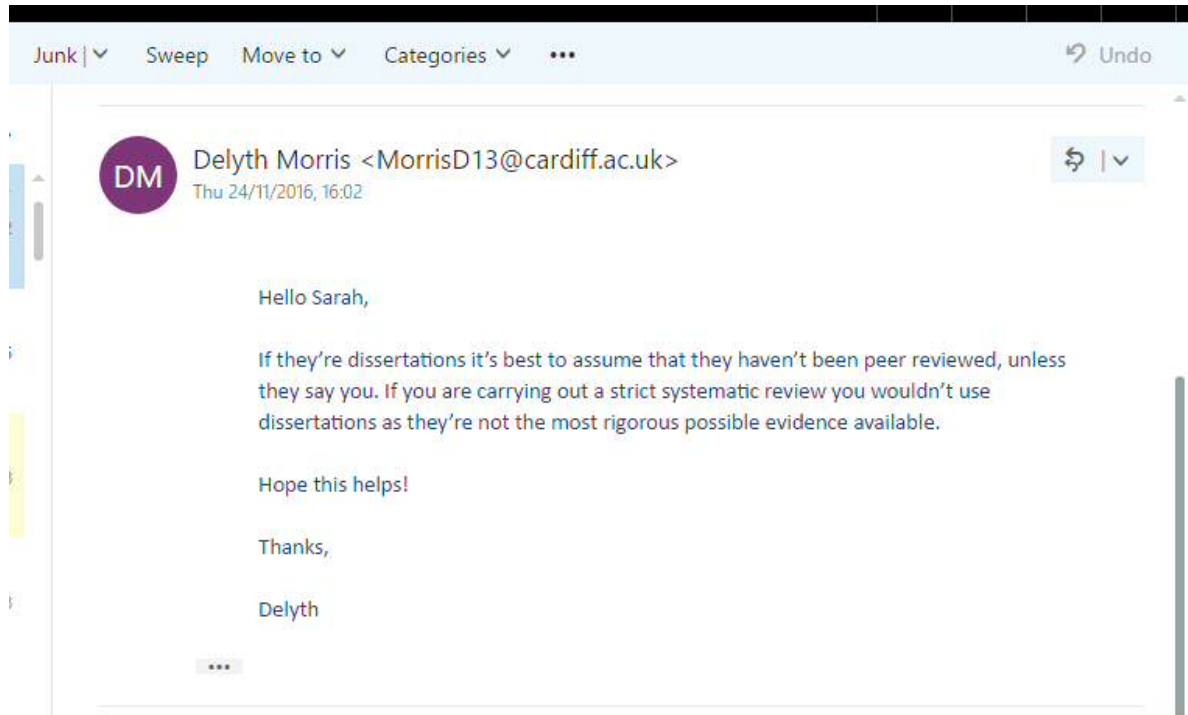 Junk | Sweep Move to Categories ••• Undo
DM
Delyth Morris <MorrisD13@cardiff.ac.uk>
Thu 24/11/2016, 16:02
Hello Sarah,
If they’re dissertations it’s best to assume that they haven’t been peer reviewed, unless
they say you. If you are carrying out a strict systematic review you wouldn’t use
dissertations as they’re not the most rigorous possible evidence available.
Hope this helps!
Thanks,
Delyth
•••